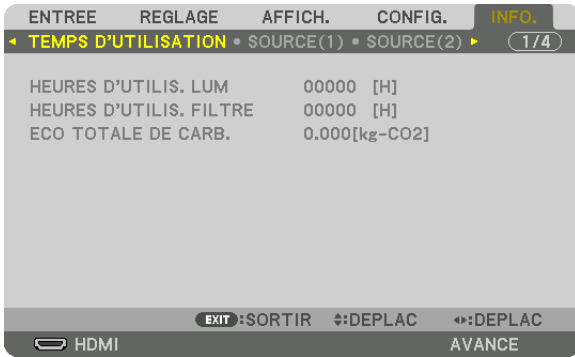 ENTREE REGLAGE AFFICH. CONFIG. INFO.
◂ TEMPS D'UTILISATION • SOURCE(1) • SOURCE(2) ▸ 1/4
HEURES D'UTILIS. LUM 00000 [H]
HEURES D'UTILIS. FILTRE 00000 [H]
ECO TOTALE DE CARB. 0.000[kg-CO2]
EXIT :SORTIR ⬍:DEPLAC ⬌:DEPLAC
HDMI AVANCE